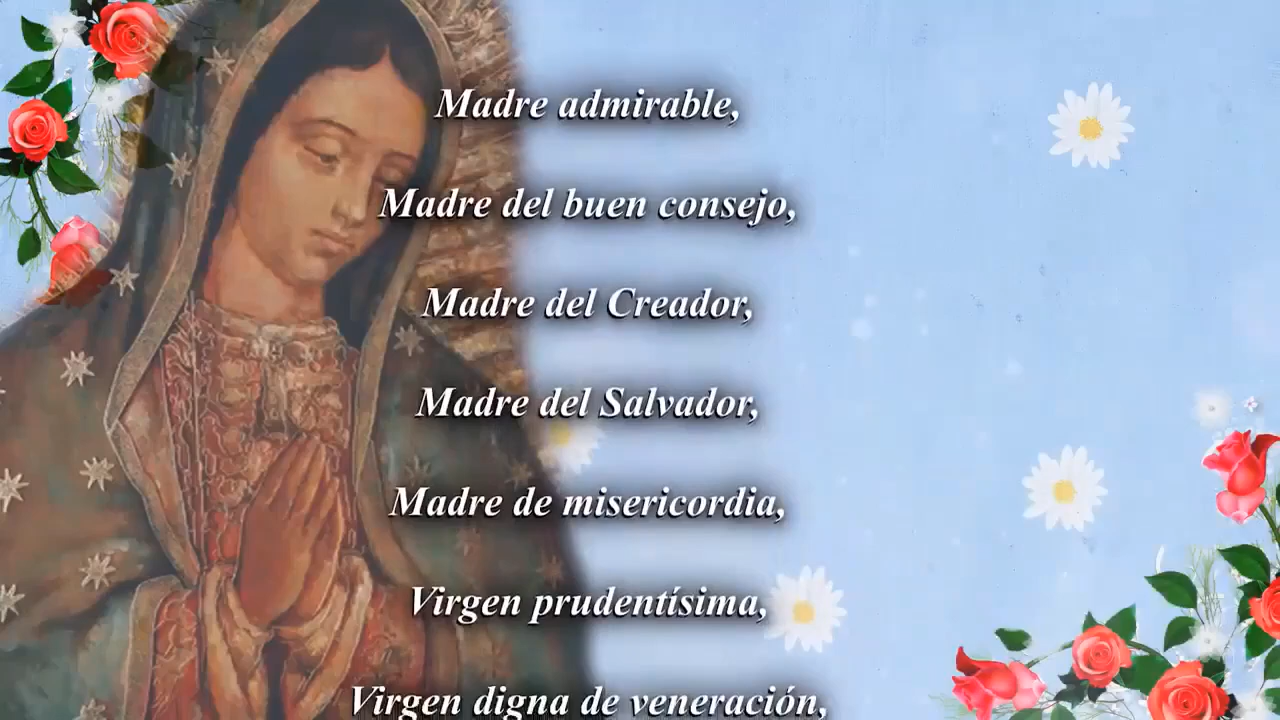 Madre admirable,
Madre del buen consejo,
Madre del Creador,
Madre del Salvador,
Madre de misericordia,
Virgen prudentísima,
Virgen digna de veneración,